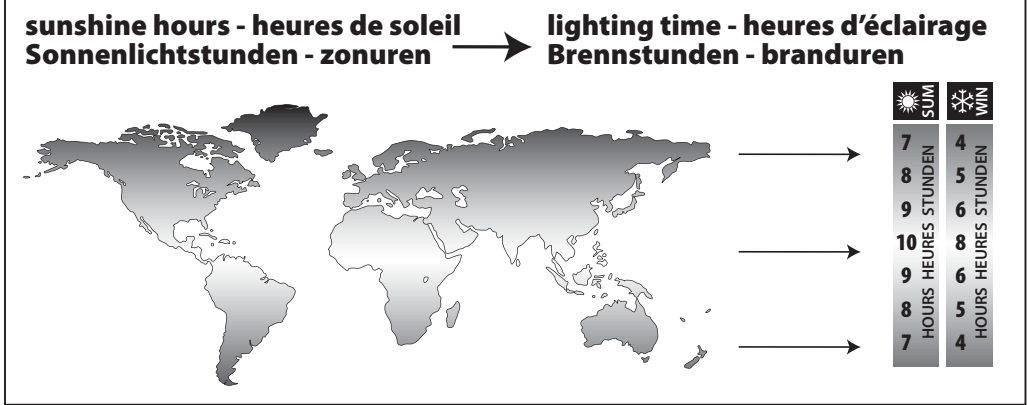 sunshine hours - heures de soleil
Sonnenlichtstunden - zonuren
lighting time - heures d’éclairage
Brennstunden - branduren
SUM
WIN
7 4
8 5
9 6
10 8
9 6
8 5
7 4
HOURS HEURES STUNDEN
HOURS HEURES STUNDEN